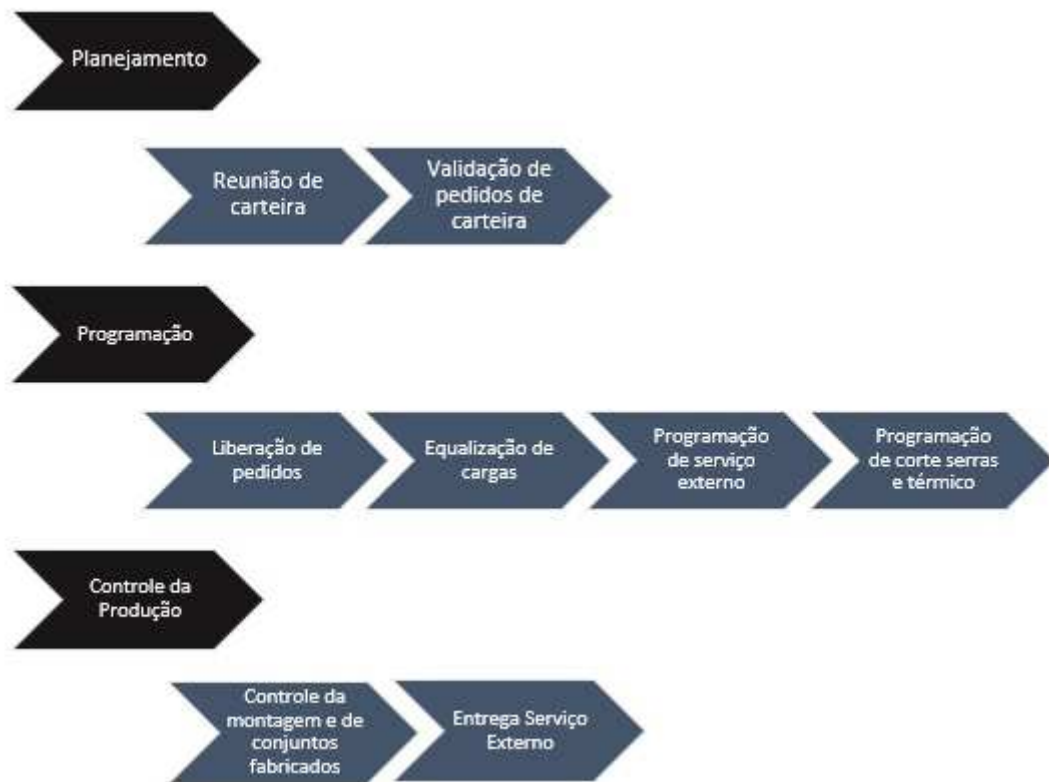 Planejamento
Reunião de
carteira
Validação de
pedidos de
carteira
Programação
Liberação de
pedidos
Equalização de
cargas
Programação
de serviço
externo
Programação
de corte serras
e térmico
Controle da
Produção
Controle da
montagem e de
conjuntos
fabricados
Entrega Serviço
Externo